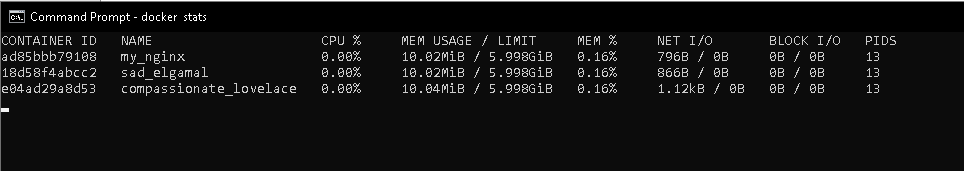 Command Prompt - docker stats
CONTAINER ID NAME CPU % MEM USAGE / LIMIT MEM % NET I/O BLOCK I/O PIDS
ad85bbb79108 my_nginx 0.00% 10.02MiB / 5.998GiB 0.16% 796B / 0B 0B / 0B 13
18d58f4abcc2 sad_elgamal 0.00% 10.02MiB / 5.998GiB 0.16% 866B / 0B 0B / 0B 13
e04ad29a8d53 compassionate_lovelace 0.00% 10.04MiB / 5.998GiB 0.16% 1.12kB / 0B 0B / 0B 13